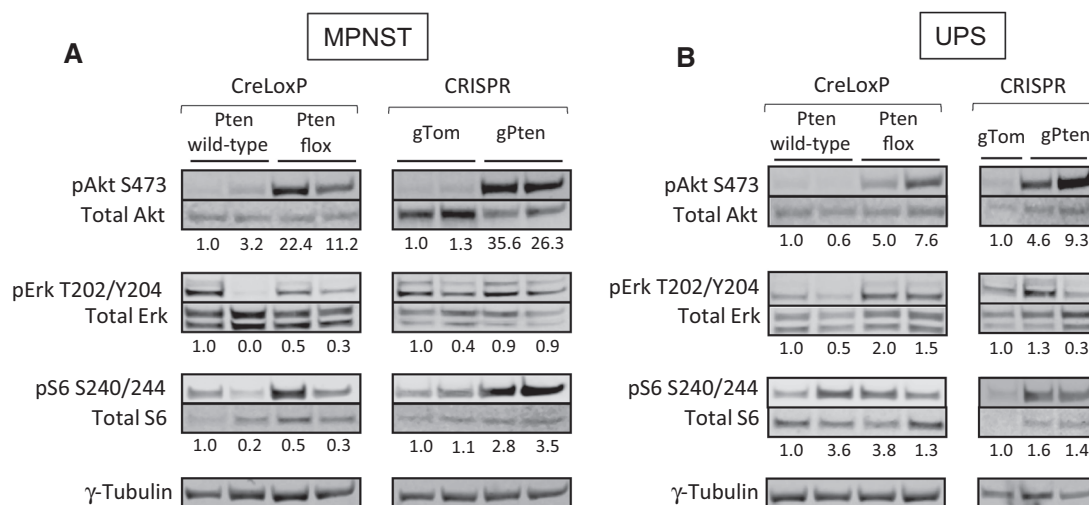 A
MPNST
CreLoxP
CRISPR
Pten wild-type
Pten flox
gTom
gPten
pAkt S473
Total Akt
1.0 3.2 22.4 11.2
1.0 1.3 35.6 26.3
pErk T202/Y204
Total Erk
1.0 0.0 0.5 0.3
1.0 0.4 0.9 0.9
pS6 S240/244
Total S6
1.0 0.2 0.5 0.3
1.0 1.1 2.8 3.5
γ-Tubulin
B
UPS
CreLoxP
CRISPR
Pten wild-type
Pten flox
gTom
gPten
pAkt S473
Total Akt
1.0 0.6 5.0 7.6
1.0 4.6 9.3
pErk T202/Y204
Total Erk
1.0 0.5 2.0 1.5
1.0 1.3 0.3
pS6 S240/244
Total S6
1.0 3.6 3.8 1.3
1.0 1.6 1.4
γ-Tubulin